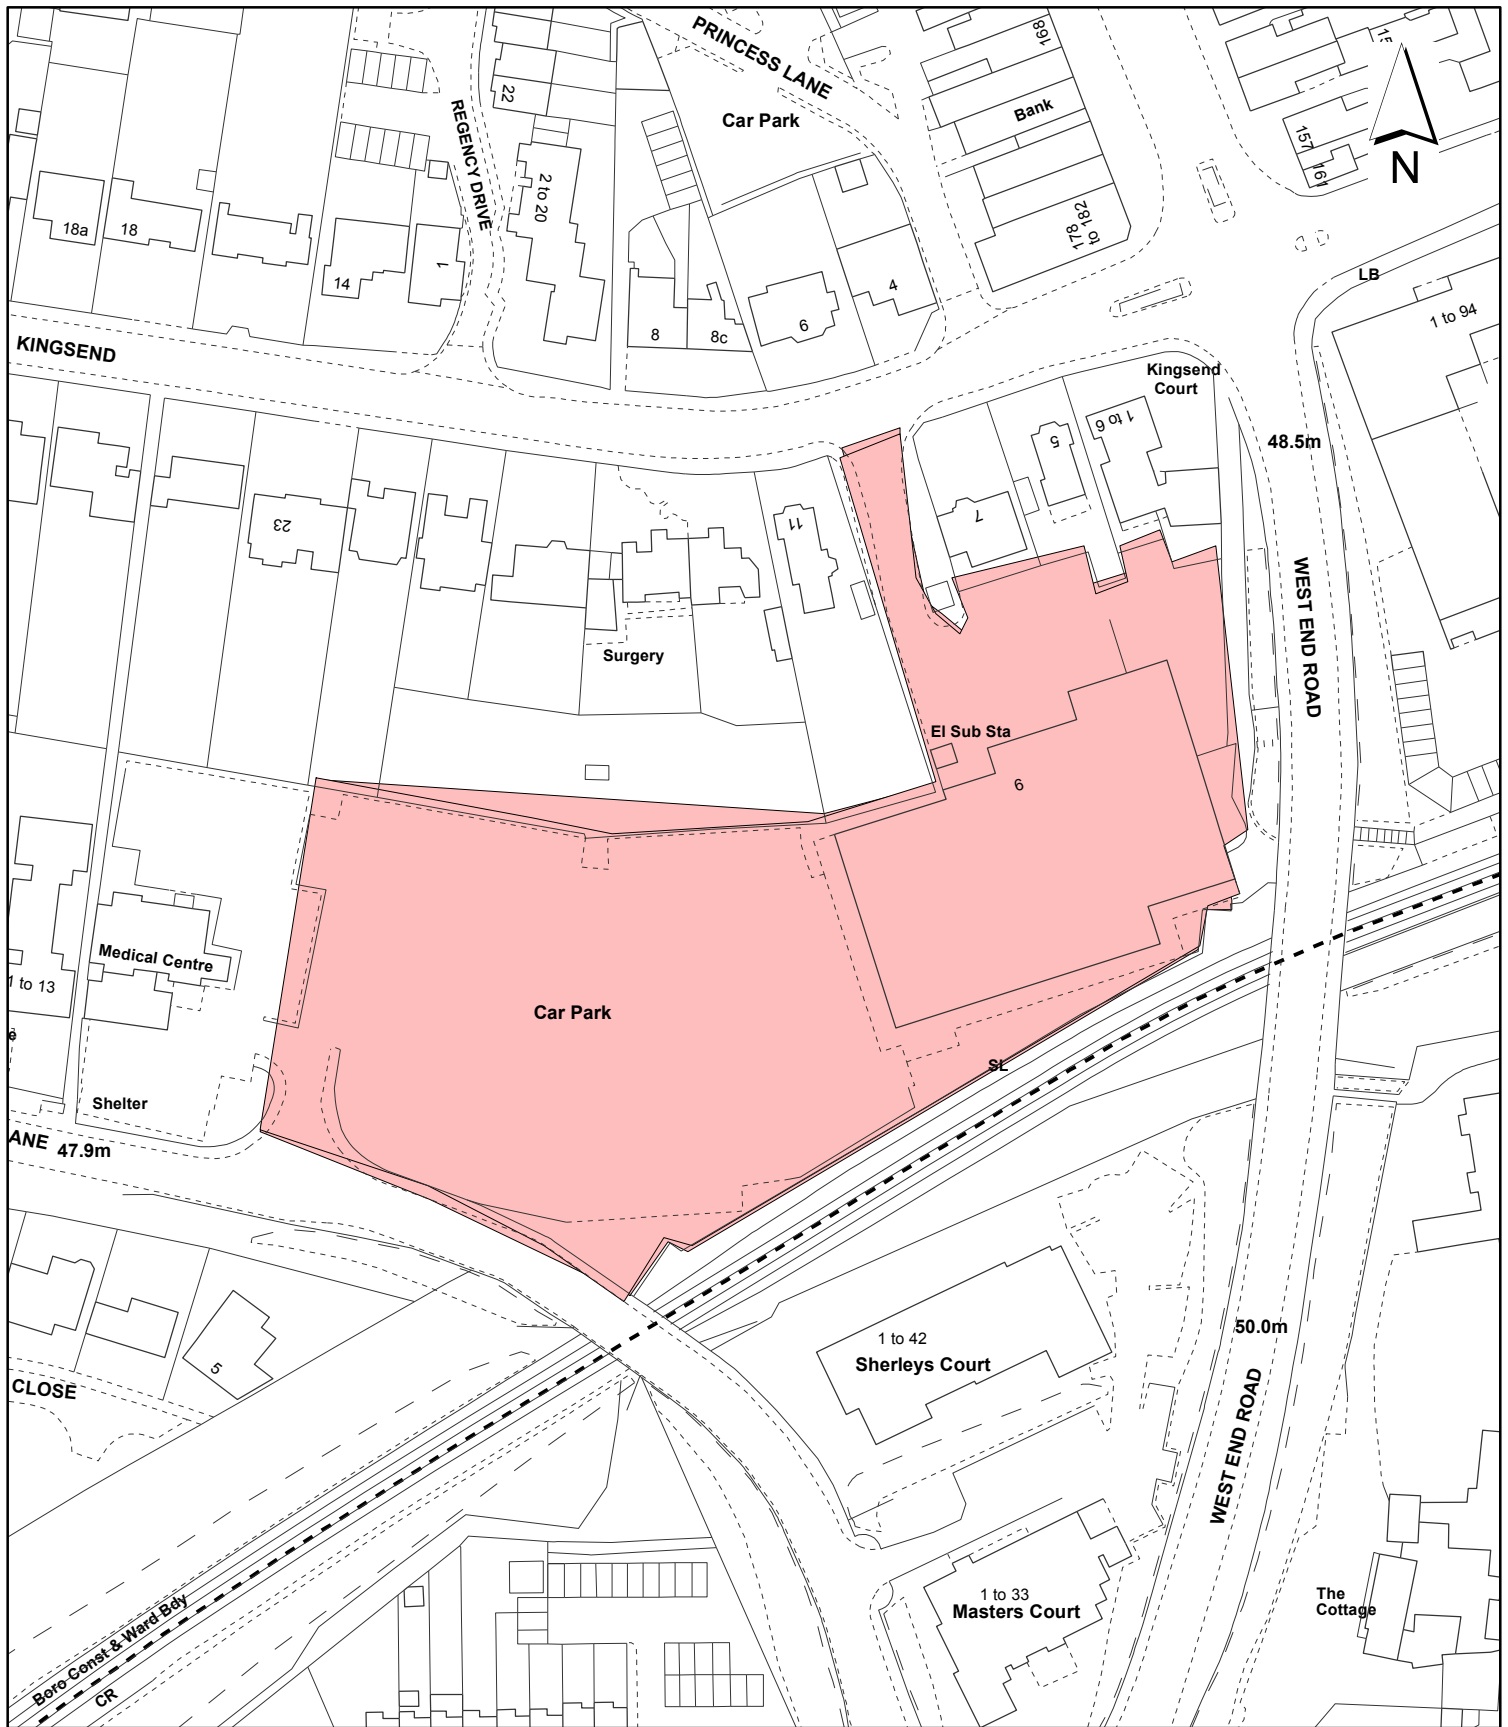 PRINCESS LANE
168
15
22
REGENCY DRIVE
Car Park
Bank
157
161
N
2 to 20
18a
18
1
14
178
to 182
4
6
8
8c
LB
1 to 94
KINGSEND
Kingsend
Court
1 to 6
5
48.5m
23
11
7
WEST END ROAD
Surgery
El Sub Sta
6
Medical Centre
1 to 13
e
Car Park
SL
Shelter
ANE
47.9m
1 to 42
Sherleys Court
50.0m
5
CLOSE
WEST END ROAD
1 to 33
Masters Court
The
Cottage
Boro Const & Ward Bdy
CR